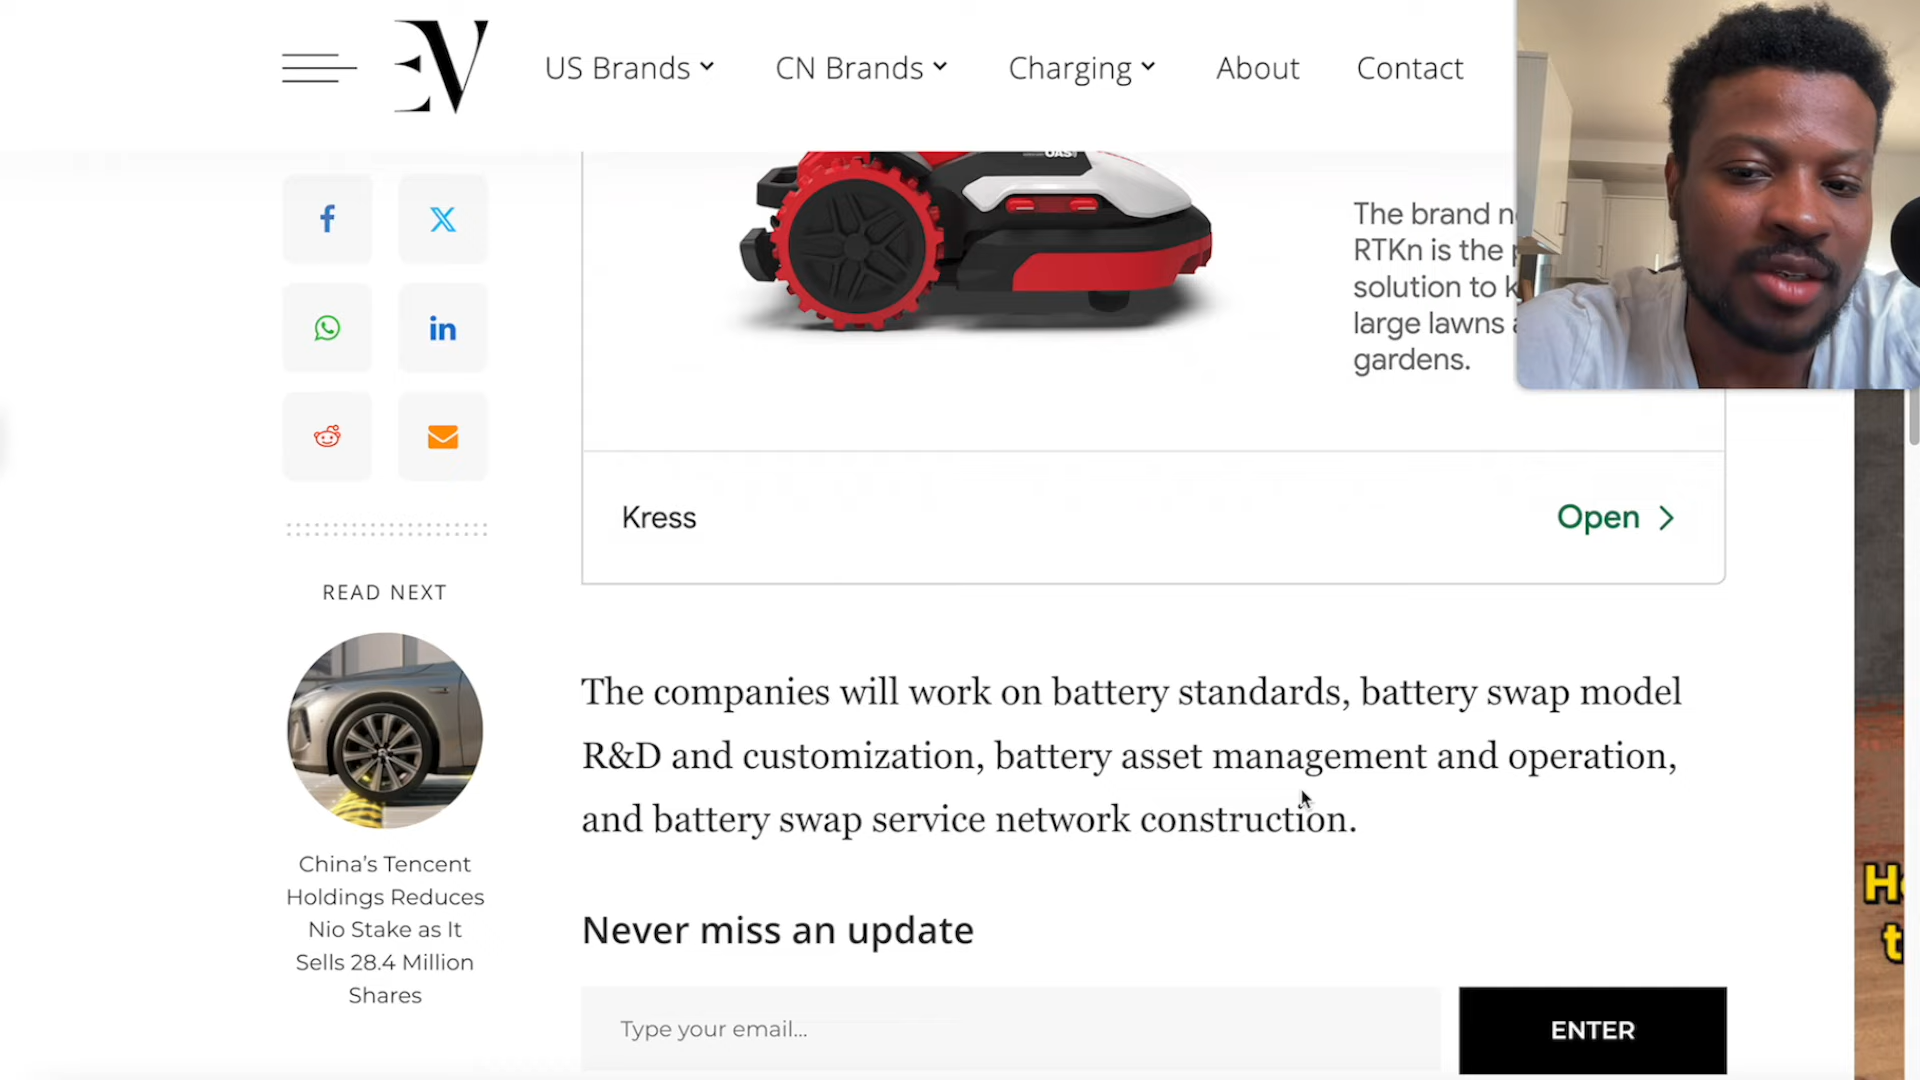 EV
US Brands
CN Brands
Charging
About
Contact
The brand n
RTKn is the
solution to k
large lawns
gardens.
Kress
Open
READ NEXT
China's Tencent
Holdings Reduces
Nio Stake as It
Sells 28.4 Million
Shares
The companies will work on battery standards, battery swap model
R&D and customization, battery asset management and operation,
and battery swap service network construction.
Never miss an update
Type your email...
ENTER